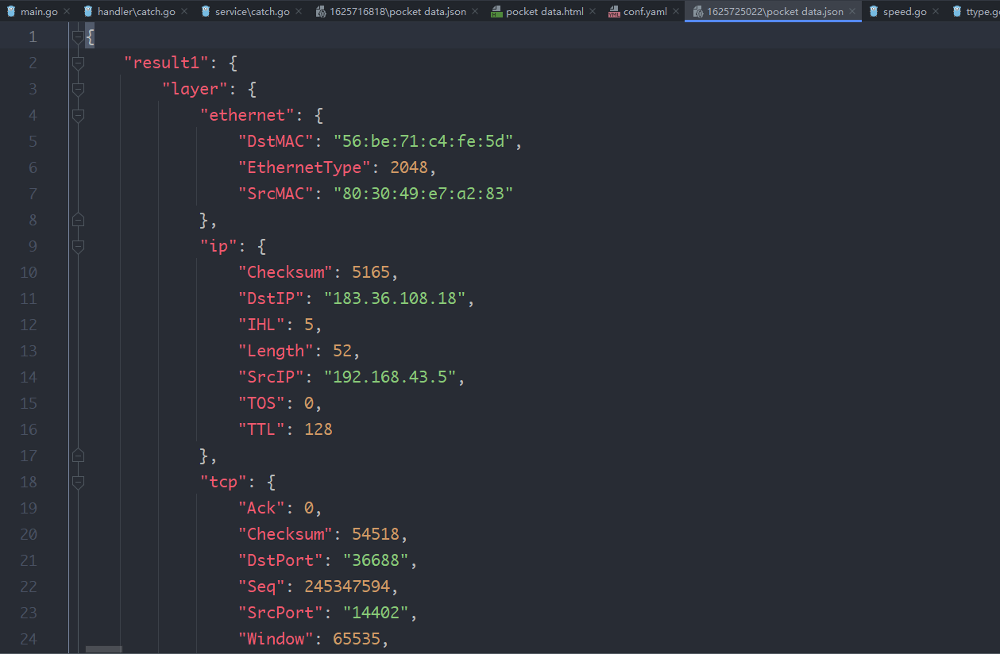 main.go handler\catch.go service\catch.go 1625716818\pocket data.json pocket data.html conf.yaml 1625725022\pocket data.json speed.go ttype.g
1 {
2 "result1": {
3 "layer": {
4 "ethernet": {
5 "DstMAC": "56:be:71:c4:fe:5d",
6 "EthernetType": 2048,
7 "SrcMAC": "80:30:49:e7:a2:83"
8 },
9 "ip": {
10 "Checksum": 5165,
11 "DstIP": "183.36.108.18",
12 "IHL": 5,
13 "Length": 52,
14 "SrcIP": "192.168.43.5",
15 "TOS": 0,
16 "TTL": 128
17 },
18 "tcp": {
19 "Ack": 0,
20 "Checksum": 54518,
21 "DstPort": "36688",
22 "Seq": 245347594,
23 "SrcPort": "14402",
24 "Window": 65535,